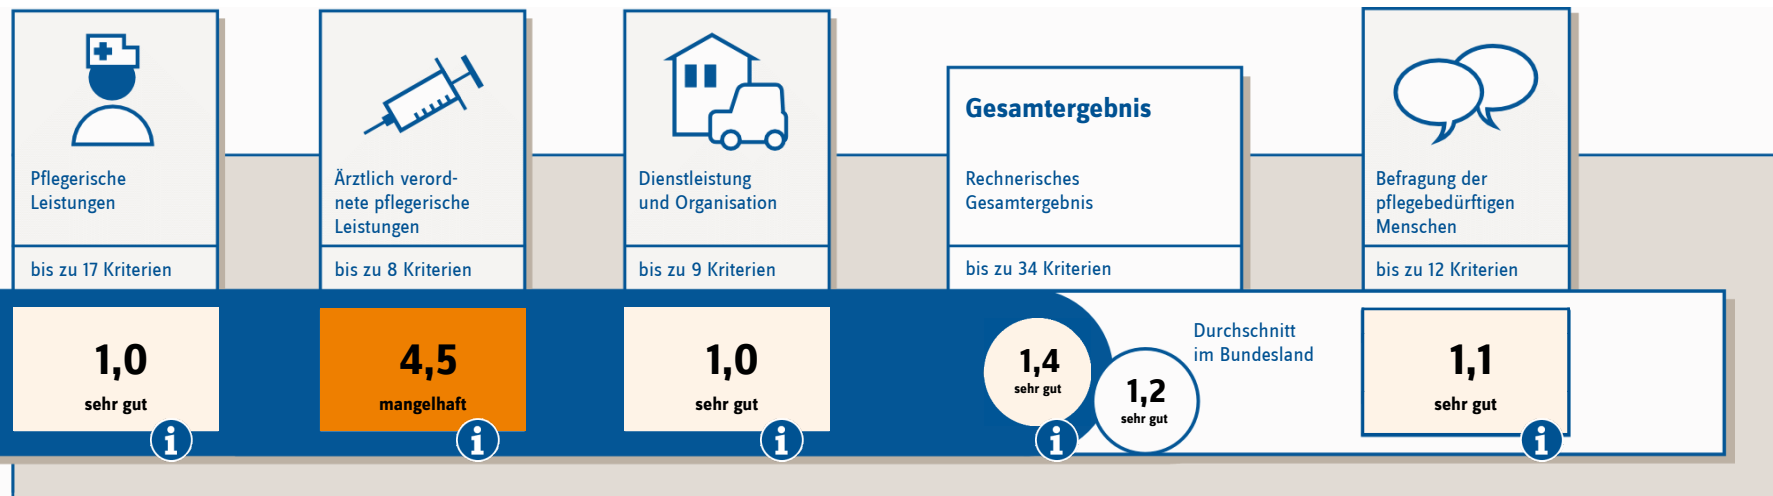 Pflegerische
Leistungen
bis zu 17 Kriterien
1,0
sehr gut
i
Ärztlich verord-
nete pflegerische
Leistungen
bis zu 8 Kriterien
4,5
mangelhaft
i
Dienstleistung
und Organisation
bis zu 9 Kriterien
1,0
sehr gut
i
Gesamtergebnis
Rechnerisches
Gesamtergebnis
bis zu 34 Kriterien
1,4
sehr gut
i
1,2
sehr gut
Durchschnitt
im Bundesland
Befragung der
pflegebedürftigen
Menschen
bis zu 12 Kriterien
1,1
sehr gut
i